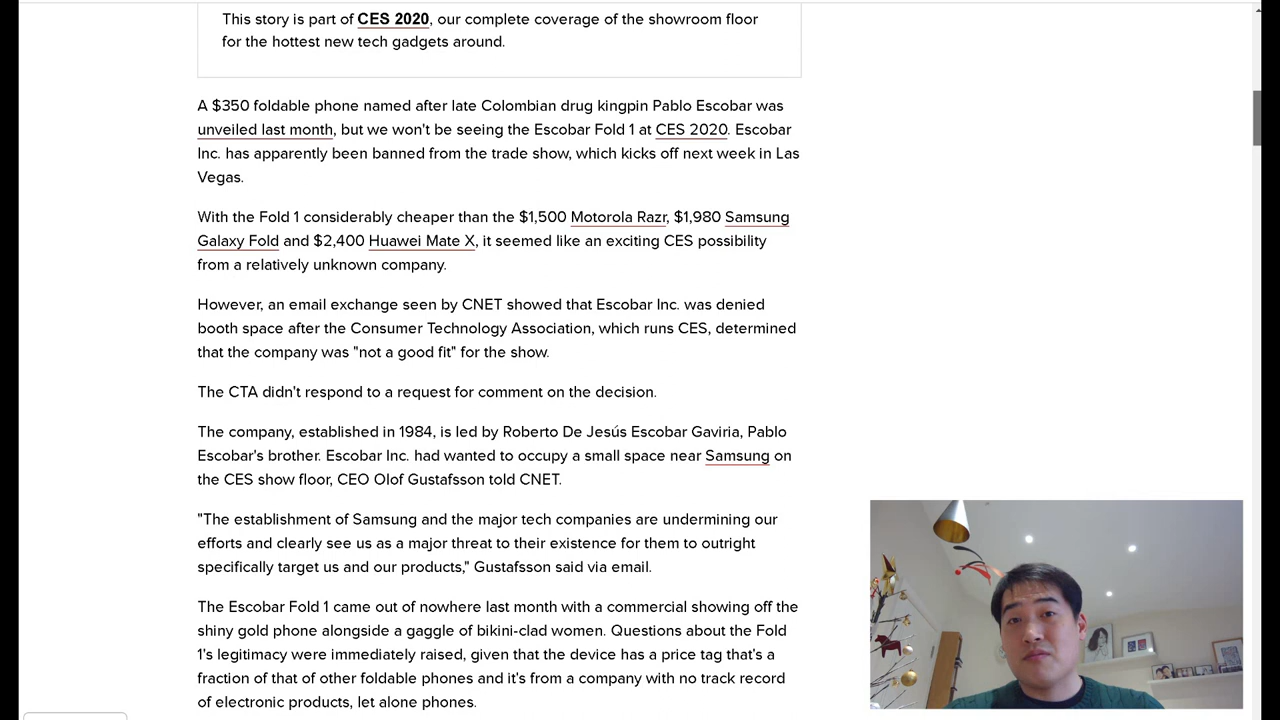 This story is part of CES 2020, our complete coverage of the showroom floor
for the hottest new tech gadgets around.
A $350 foldable phone named after late Colombian drug kingpin Pablo Escobar was
unveiled last month, but we won't be seeing the Escobar Fold 1 at CES 2020. Escobar
Inc. has apparently been banned from the trade show, which kicks off next week in Las
Vegas.
With the Fold 1 considerably cheaper than the $1,500 Motorola Razr, $1,980 Samsung
Galaxy Fold and $2,400 Huawei Mate X, it seemed like an exciting CES possibility
from a relatively unknown company.
However, an email exchange seen by CNET showed that Escobar Inc. was denied
booth space after the Consumer Technology Association, which runs CES, determined
that the company was "not a good fit" for the show.
The CTA didn't respond to a request for comment on the decision.
The company, established in 1984, is led by Roberto De Jesús Escobar Gaviria, Pablo
Escobar's brother. Escobar Inc. had wanted to occupy a small space near Samsung on
the CES show floor, CEO Olof Gustafsson told CNET.
"The establishment of Samsung and the major tech companies are undermining our
efforts and clearly see us as a major threat to their existence for them to outright
specifically target us and our products," Gustafsson said via email.
The Escobar Fold 1 came out of nowhere last month with a commercial showing off the
shiny gold phone alongside a gaggle of bikini-clad women. Questions about the Fold
1's legitimacy were immediately raised, given that the device has a price tag that's a
fraction of that of other foldable phones and it's from a company with no track record
of electronic products, let alone phones.